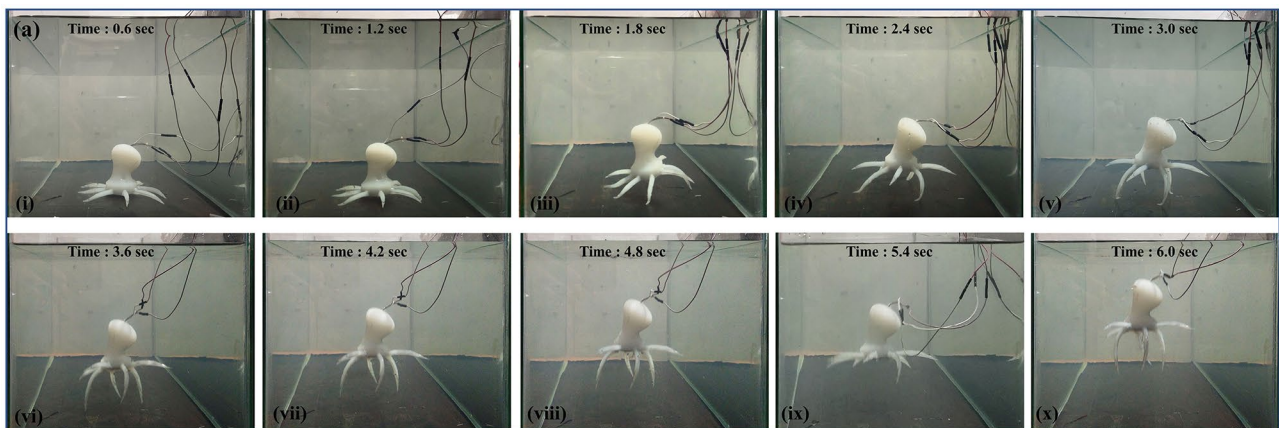 (a)
Time : 0.6 sec
(i)
Time : 1.2 sec
(ii)
Time : 1.8 sec
(iii)
Time : 2.4 sec
(iv)
Time : 3.0 sec
(v)
Time : 3.6 sec
(vi)
Time : 4.2 sec
(vii)
Time : 4.8 sec
(viii)
Time : 5.4 sec
(ix)
Time : 6.0 sec
(x)